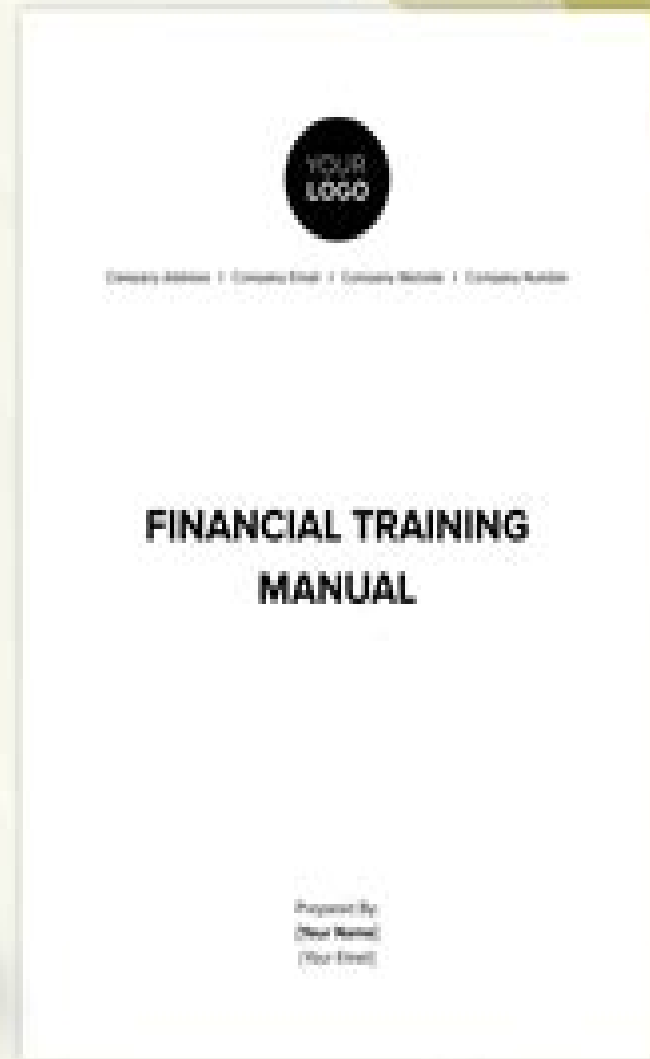 YOUR
LOGO
Company Address | Company Email | Company Website | Company Number
FINANCIAL TRAINING
MANUAL
Prepared By
[Your Name]
[Your Email]